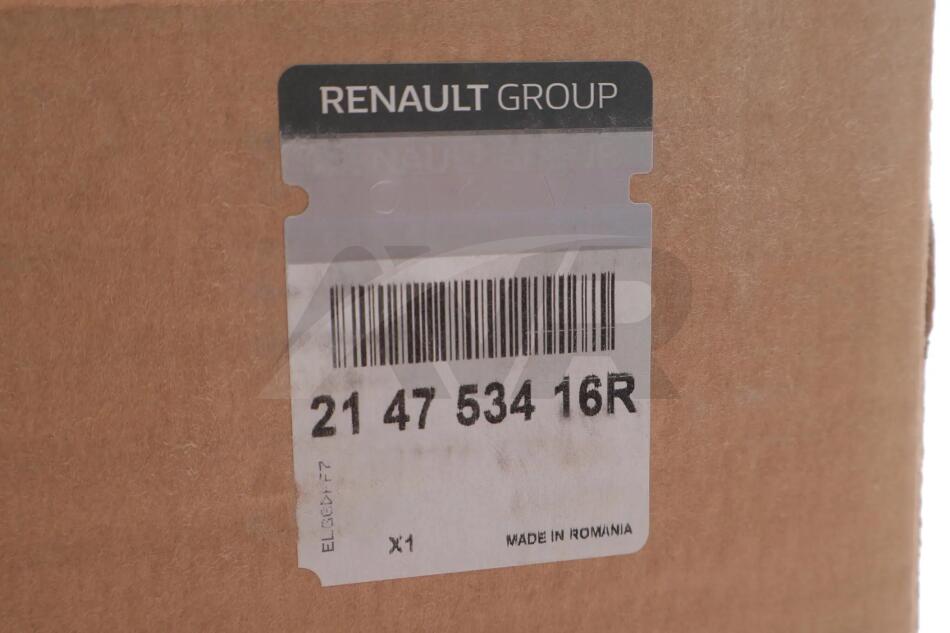 RENAULT GROUP
21 47 534 16R
X1
MADE IN ROMANIA